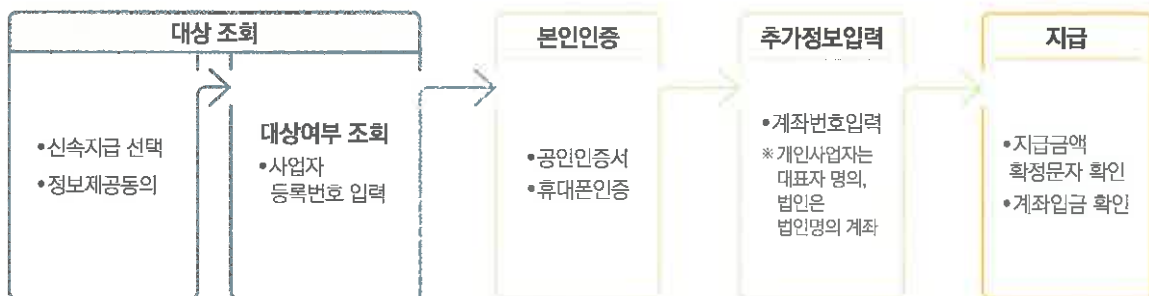 대상 조회
•신속지급 선택
•정보제공동의
대상여부 조회
•사업자
등록번호 입력
본인인증
•공인인증서
•휴대폰인증
추가정보입력
•계좌번호입력
※ 개인사업자는
대표자 명의,
법인은
법인명의 계좌
지급
•지급금액
확정문자 확인
•계좌입금 확인